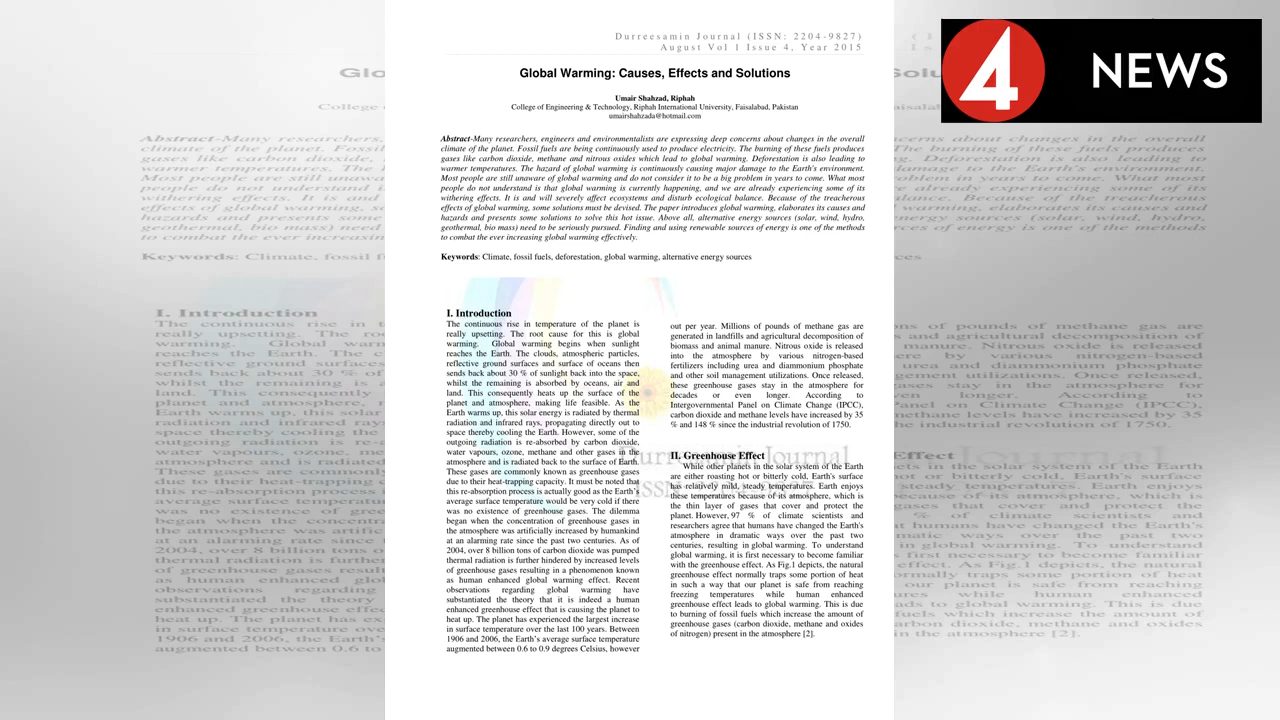 Durreesamin Journal (ISSN: 2204-9827)
August Vol 1 Issue 4, Year 2015
4 NEWS
Global Warming: Causes, Effects and Solutions
Umair Shahzad, Riphah
College of Engineering & Technology, Riphah International University, Faisalabad, Pakistan
umairshahzada@hotmail.com
Abstract-Many researchers, engineers and environmentalists are expressing deep concerns about changes in the overall
climate of the planet. Fossil fuels are being continuously used to produce electricity. The burning of these fuels produces
gases like carbon dioxide, methane and nitrous oxides which lead to global warming. Deforestation is also leading to
warmer temperatures. The hazard of global warming is continuously causing major damage to the Earth's environment.
Most people are still unaware of global warming and do not consider it to be a big problem in years to come. What most
people do not understand is that global warming is currently happening, and we are already experiencing some of its
withering effects. It is and will severely affect ecosystems and disturb ecological balance. Because of the treacherous
effects of global warming, some solutions must be devised. The paper introduces global warming, elaborates its causes and
hazards and presents some solutions to solve this hot issue. Above all, alternative energy sources (solar, wind, hydro,
geothermal, bio mass) need to be seriously pursued. Finding and using renewable sources of energy is one of the methods
to combat the ever increasing global warming effectively.
Keywords: Climate, fossil fuels, deforestation, global warming, alternative energy sources
I. Introduction
The continuous rise in temperature of the planet is
really upsetting. The root cause for this is global
warming. Global warming begins when sunlight
reaches the Earth. The clouds, atmospheric particles,
reflective ground surfaces and surface of oceans then
sends back about 30 % of sunlight back into the space,
whilst the remaining is absorbed by oceans, air and
land. This consequently heats up the surface of the
planet and atmosphere, making life feasible. As the
Earth warms up, this solar energy is radiated by thermal
radiation and infrared rays, propagating directly out to
space thereby cooling the Earth. However, some of the
outgoing radiation is re-absorbed by carbon dioxide,
water vapours, ozone, methane and other gases in the
atmosphere and is radiated back to the surface of Earth.
These gases are commonly known as greenhouse gases
due to their heat-trapping capacity. It must be noted that
this re-absorption process is actually good as the Earth's
average surface temperature would be very cold if there
was no existence of greenhouse gases. The dilemma
began when the concentration of greenhouse gases in
the atmosphere was artificially increased by humankind
at an alarming rate since the past two centuries. As of
2004, over 8 billion tons of carbon dioxide was pumped
thermal radiation is further hindered by increased levels
of greenhouse gases resulting in a phenomenon known
as human enhanced global warming effect. Recent
observations regarding global warming have
substantiated the theory that it is indeed a human
enhanced greenhouse effect that is causing the planet to
heat up. The planet has experienced the largest increase
in surface temperature over the last 100 years. Between
1906 and 2006, the Earth's average surface temperature
augmented between 0.6 to 0.9 degrees Celsius, however
out per year. Millions of pounds of methane gas are
generated in landfills and agricultural decomposition of
biomass and animal manure. Nitrous oxide is released
into the atmosphere by various nitrogen-based
fertilizers including urea and diammonium phosphate
and other soil management utilizations. Once released,
these greenhouse gases stay in the atmosphere for
decades or even longer. According to
Intergovernmental Panel on Climate Change (IPCC),
carbon dioxide and methane levels have increased by 35
% and 148 % since the industrial revolution of 1750.
II. Greenhouse Effect
While other planets in the solar system of the Earth
are either roasting hot or bitterly cold. Earth's surface
has relatively mild, steady temperatures. Earth enjoys
these temperatures because of its atmosphere, which is
the thin layer of gases that cover and protect the
planet. However, 97 % of climate scientists and
researchers agree that humans have changed the Earth's
atmosphere in dramatic ways over the past two
centuries, resulting in global warming. To understand
global warming, it is first necessary to become familiar
with the greenhouse effect. As Fig.1 depicts, the natural
greenhouse effect normally traps some portion of heat
in such a way that our planet is safe from reaching
freezing temperatures while human enhanced
greenhouse effect leads to global warming. This is due
to burning of fossil fuels which increase the amount of
greenhouse gases (carbon dioxide, methane and oxides
of nitrogen) present in the atmosphere [2].